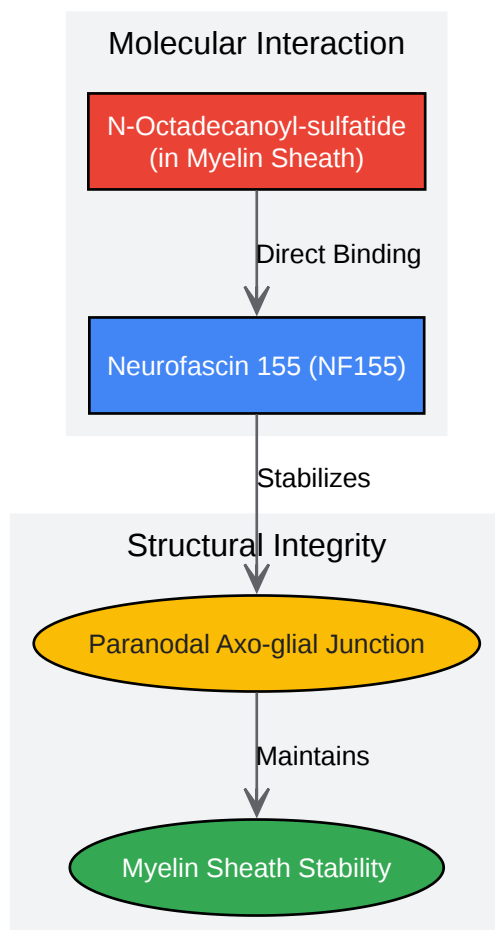 Molecular Interaction
N-Octadecanoyl-sulfatide
(in Myelin Sheath)
Direct Binding
Neurofascin 155 (NF155)
Stabilizes
Structural Integrity
Paranodal Axo-glial Junction
Maintains
Myelin Sheath Stability